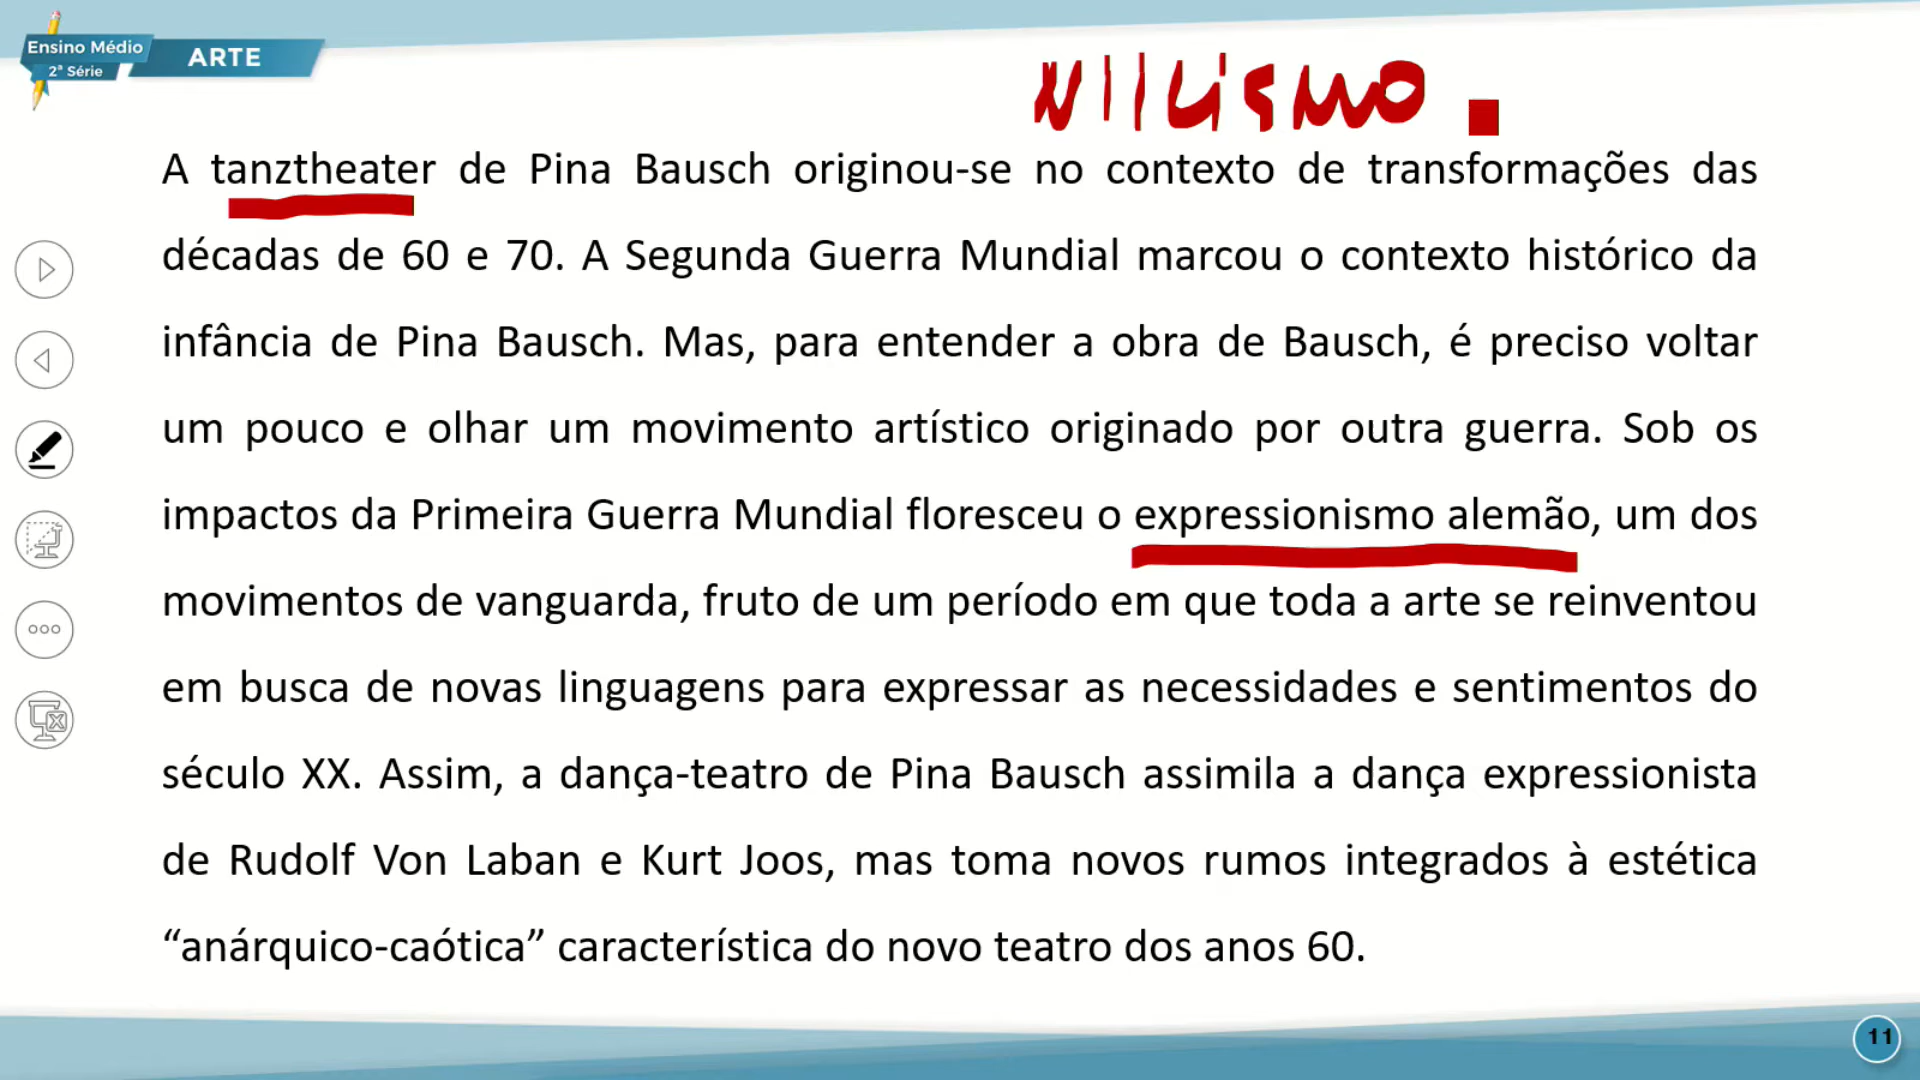 Ensino Médio
2ª Série
ARTE
NIILISMO.
A tanztheater de Pina Bausch originou-se no contexto de transformações das
décadas de 60 e 70. A Segunda Guerra Mundial marcou o contexto histórico da
infância de Pina Bausch. Mas, para entender a obra de Bausch, é preciso voltar
um pouco e olhar um movimento artístico originado por outra guerra. Sob os
impactos da Primeira Guerra Mundial floresceu o expressionismo alemão, um dos
movimentos de vanguarda, fruto de um período em que toda a arte se reinventou
em busca de novas linguagens para expressar as necessidades e sentimentos do
século XX. Assim, a dança-teatro de Pina Bausch assimila a dança expressionista
de Rudolf Von Laban e Kurt Joos, mas toma novos rumos integrados à estética
“anárquico-caótica” característica do novo teatro dos anos 60.
11